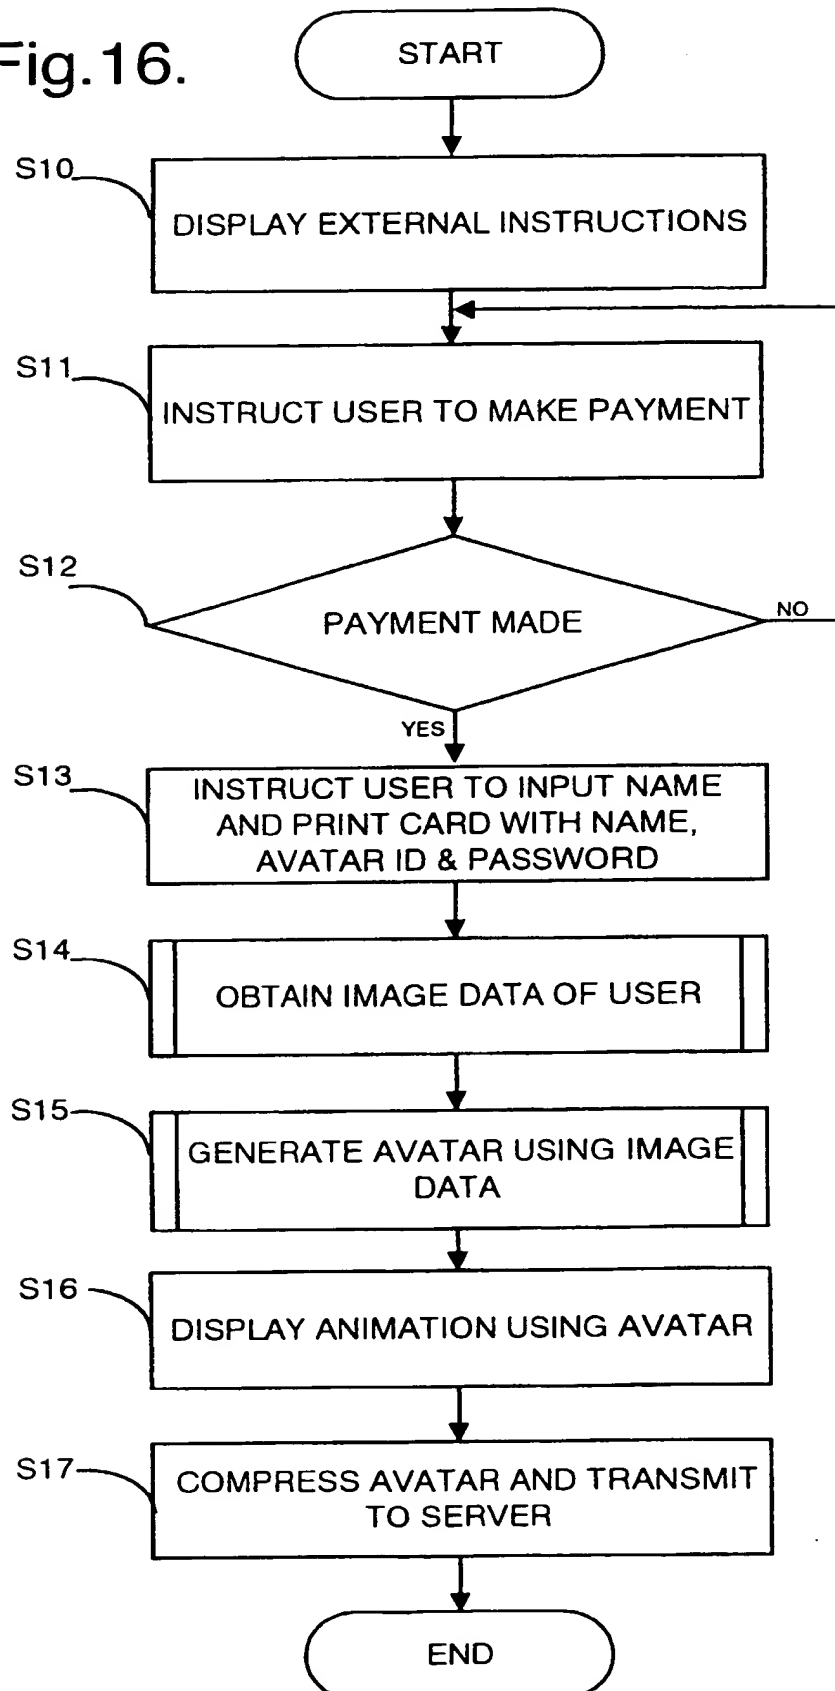 Fig.16.
START
S10
DISPLAY EXTERNAL INSTRUCTIONS
S11
INSTRUCT USER TO MAKE PAYMENT
S12
PAYMENT MADE
NO
YES
S13
INSTRUCT USER TO INPUT NAME
AND PRINT CARD WITH NAME,
AVATAR ID & PASSWORD
S14
OBTAIN IMAGE DATA OF USER
S15
GENERATE AVATAR USING IMAGE
DATA
S16
DISPLAY ANIMATION USING AVATAR
S17
COMPRESS AVATAR AND TRANSMIT
TO SERVER
END